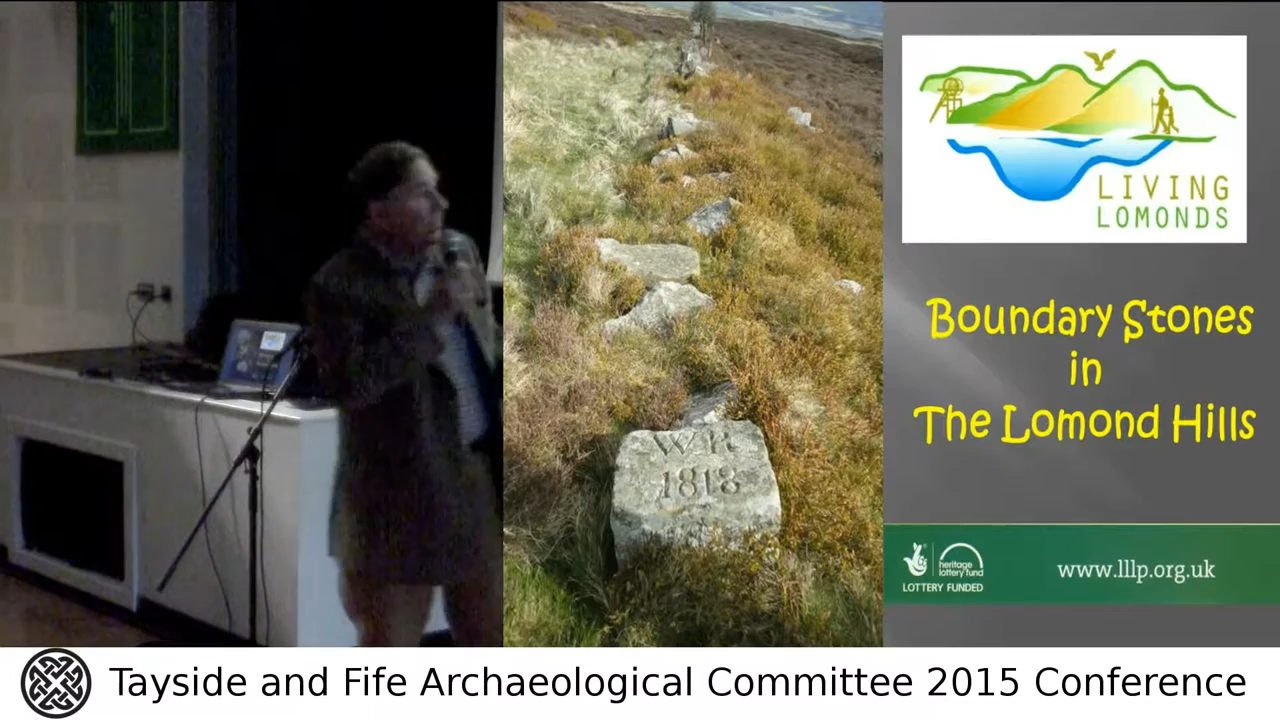 W.R
1818
LIVING
LOMONDS
Boundary Stones
in
The Lomond Hills
heritage
lottery fund
LOTTERY FUNDED
www.lllp.org.uk
Tayside and Fife Archaeological Committee 2015 Conference